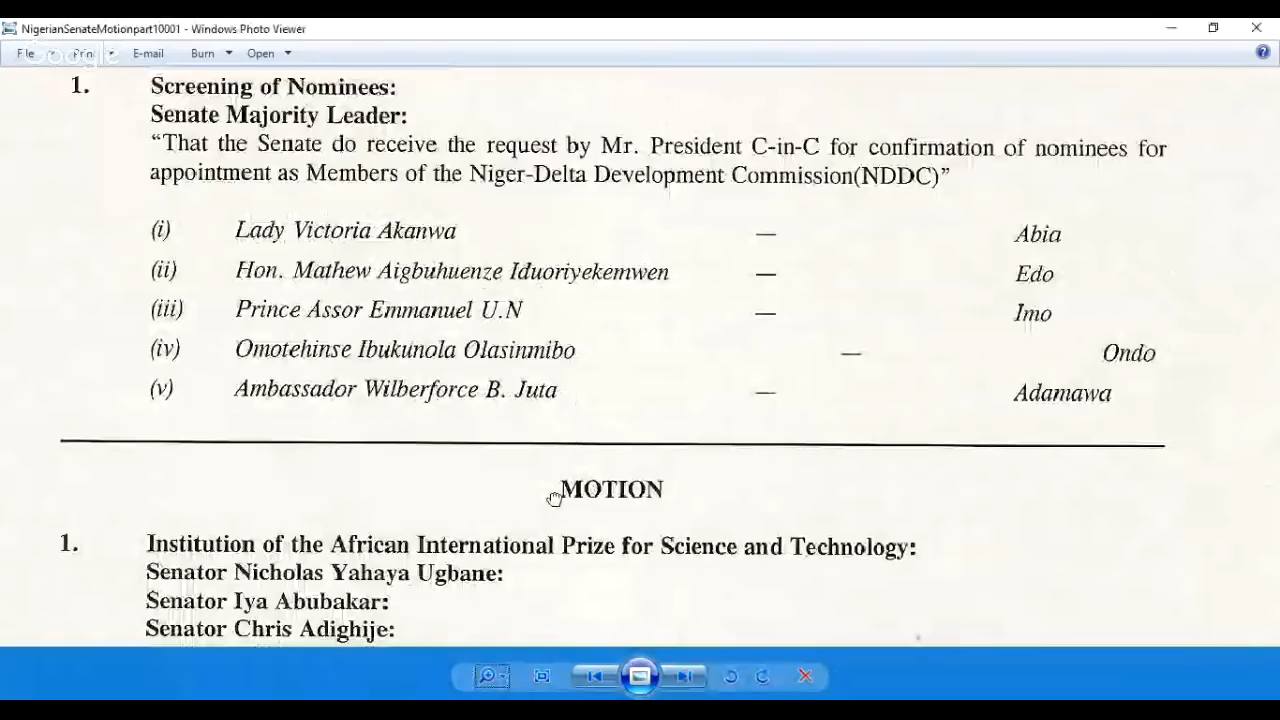 NigerianSenateMotionpart10001 - Windows Photo Viewer
File Print E-mail Burn Open
Google
1. Screening of Nominees:
Senate Majority Leader:
“That the Senate do receive the request by Mr. President C-in-C for confirmation of nominees for
appointment as Members of the Niger-Delta Development Commission(NDDC)”
(i) Lady Victoria Akanwa — Abia
(ii) Hon. Mathew Aigbuhuenze Iduoriyekemwen — Edo
(iii) Prince Assor Emmanuel U.N — Imo
(iv) Omotehinse Ibukunola Olasinmibo — Ondo
(v) Ambassador Wilberforce B. Juta — Adamawa
MOTION
1. Institution of the African International Prize for Science and Technology:
Senator Nicholas Yahaya Ugbane:
Senator Iya Abubakar:
Senator Chris Adighije: